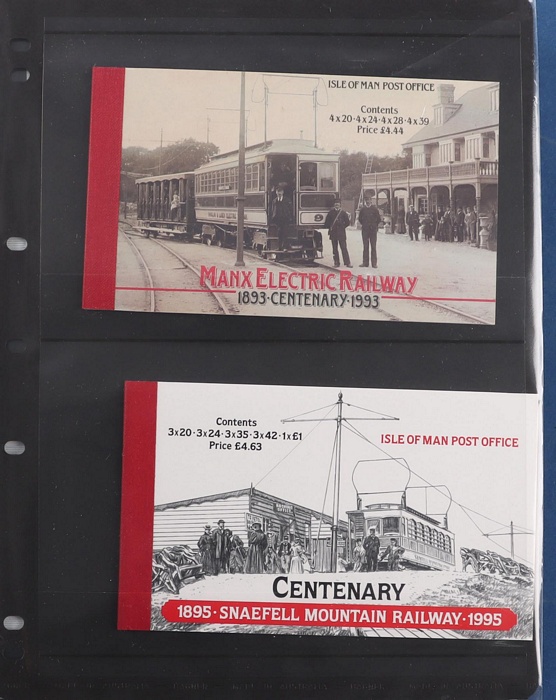 ISLE OF MAN POST OFFICE
Contents
4x20·4x24·4x28·4x39
Price £4.44
MANX ELECTRIC RAILWAY
1893·CENTENARY·1993
Contents
3x20·3x24·3x35·3x42·1x£1
Price £4.63
ISLE OF MAN POST OFFICE
CENTENARY
1895·SNAEFELL MOUNTAIN RAILWAY·1995